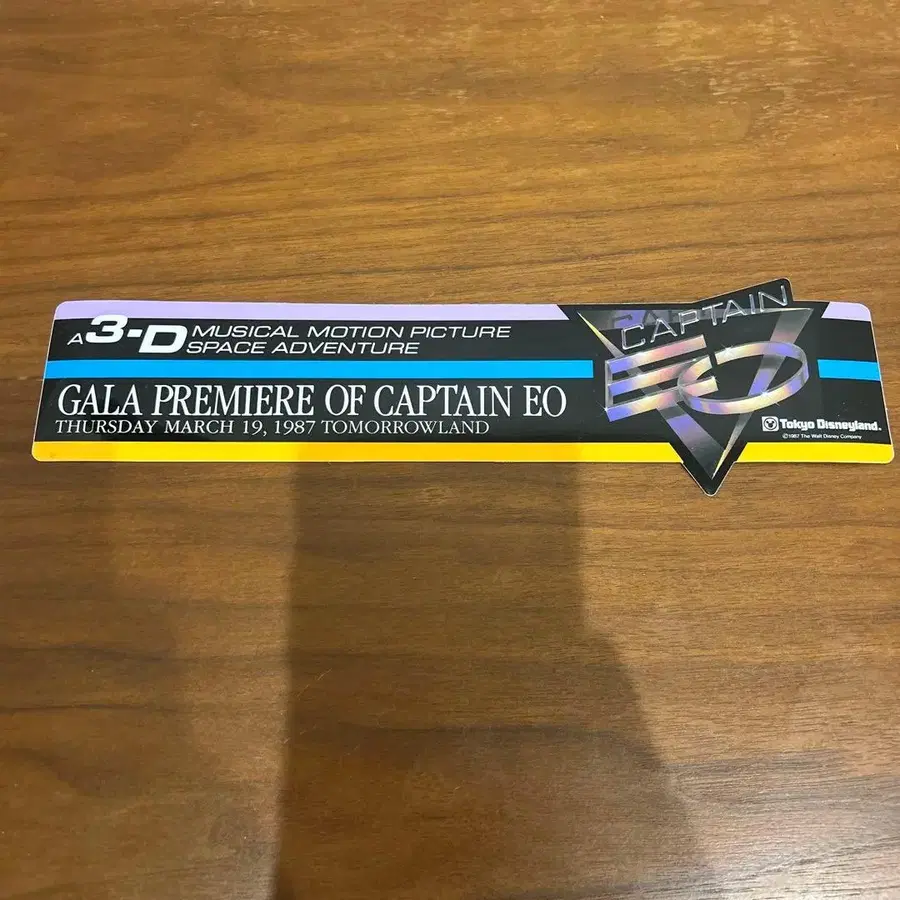 A 3-D MUSICAL MOTION PICTURE
SPACE ADVENTURE
GALA PREMIERE OF CAPTAIN EO
THURSDAY MARCH 19, 1987 TOMORROWLAND
CAPTAIN
EO
Tokyo Disneyland.
©1987 The Walt Disney Company